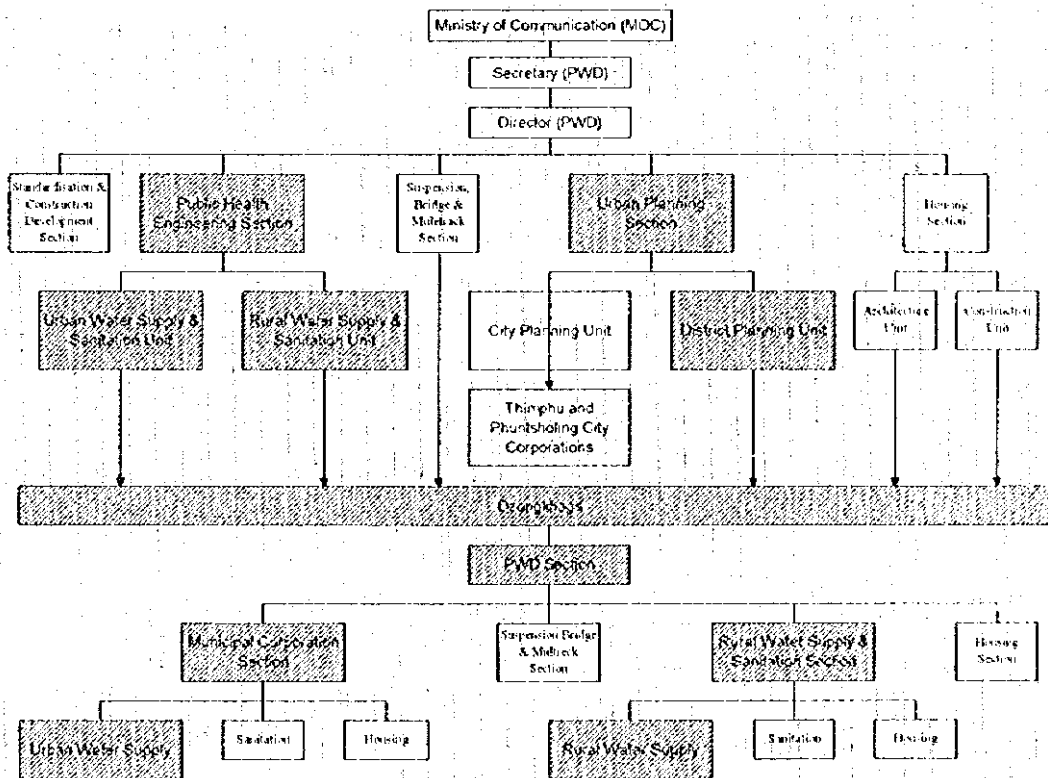 Ministry of Communication (MOC)
Secretary (PWD)
Director (PWD)
Standardisation &
Construction
Development
Section
Public Health
Engineering Section
Suspension,
Bridge &
Section
Urban Planning
Section
Housing
Section
Urban Water Supply &
Sanitation Unit
Rural Water Supply &
Sanitation Unit
City Planning Unit
District Planning Unit
Architecture
Unit
Construction
Unit
Thimphu and
Phuntsholing City
Corporations
Dzongkhags
PWD Section
Municipal Corporation
Section
Suspension Bridge
& Section
Rural Water Supply &
Sanitation Section
Housing
Section
Urban Water Supply
Sanitation
Housing
Rural Water Supply
Sanitation
Housing